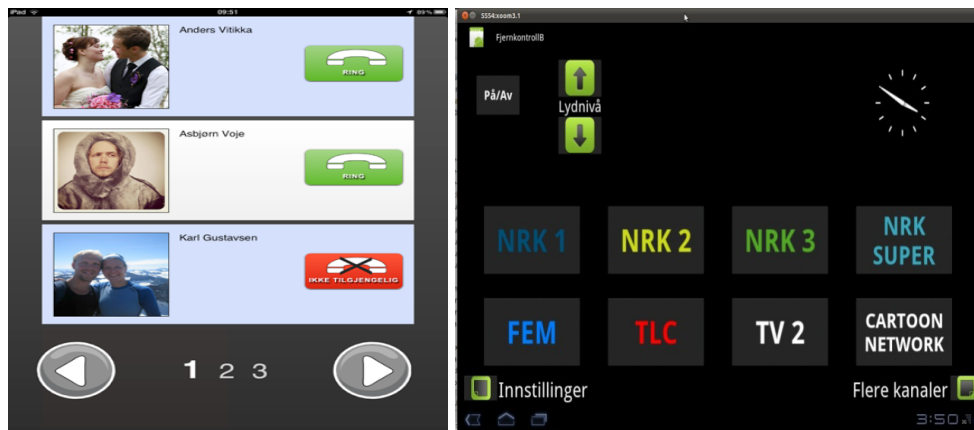 iPad
09:51
89 %
Anders Vitikka
RING
Asbjørn Voje
RING
Karl Gustavsen
IKKE TILGJENGELIG
1 2 3
SSS4:xoom3.1
FjernkontrollB
På/Av
Lydnivå
NRK 1
NRK 2
NRK 3
NRK
SUPER
FEM
TLC
TV 2
CARTOON
NETWORK
Innstillinger
Flere kanaler
3:50